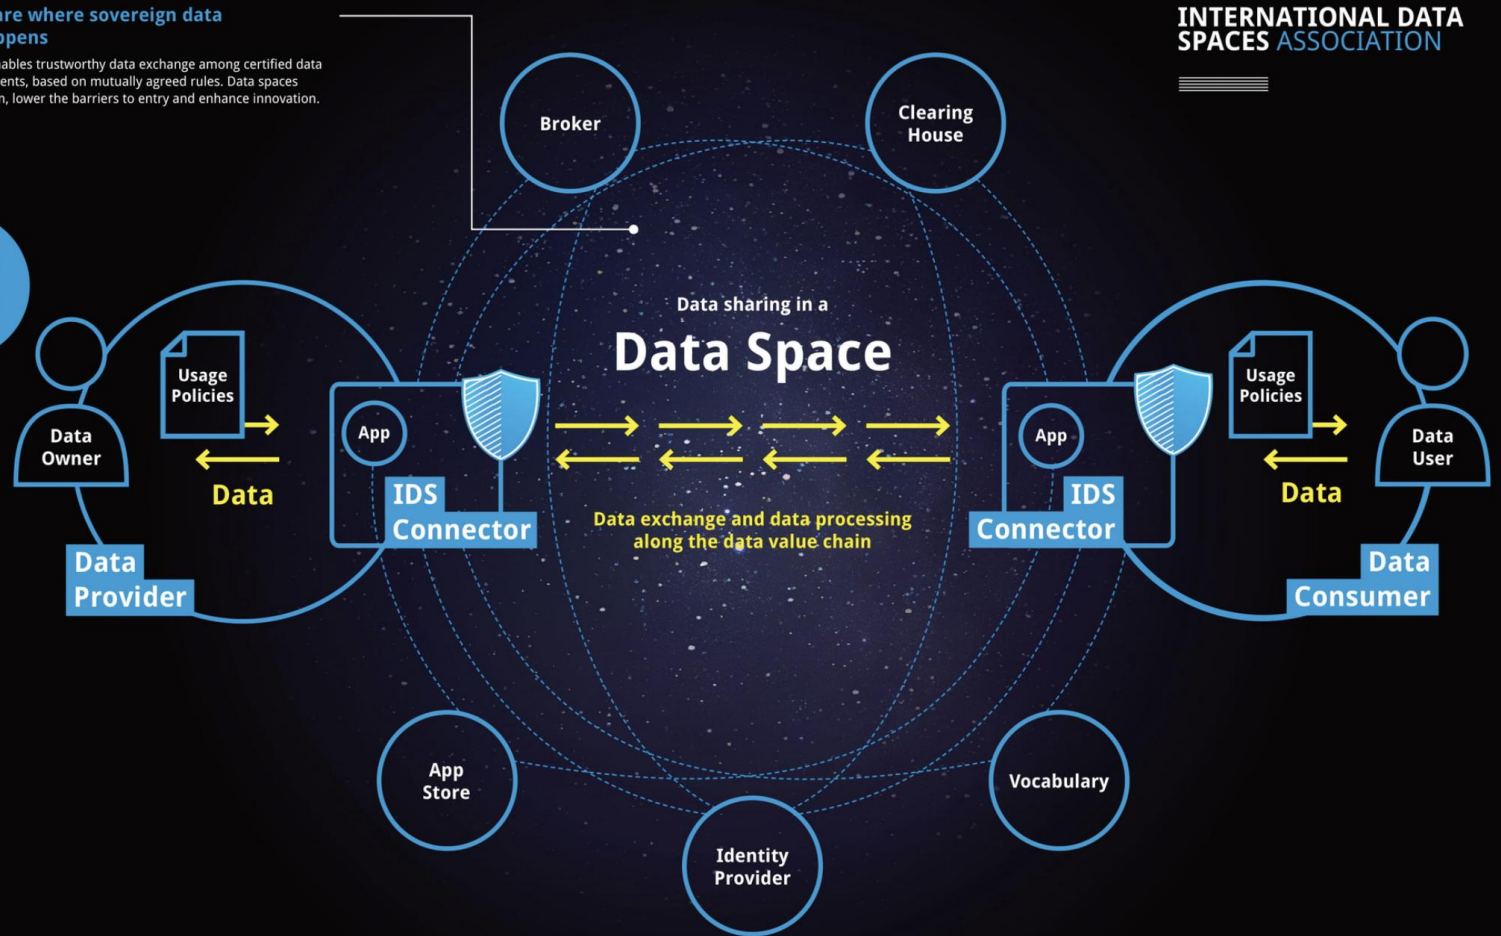 are where sovereign data
ppens
ables trustworthy data exchange among certified data
ents, based on mutually agreed rules. Data spaces
n, lower the barriers to entry and enhance innovation.
INTERNATIONAL DATA
SPACES ASSOCIATION
Broker
Clearing
House
Data sharing in a
Data Space
Usage
Policies
Data
Owner
Data
App
IDS
Connector
Data
Provider
Data exchange and data processing
along the data value chain
App
IDS
Connector
Usage
Policies
Data
User
Data
Data
Consumer
App
Store
Identity
Provider
Vocabulary